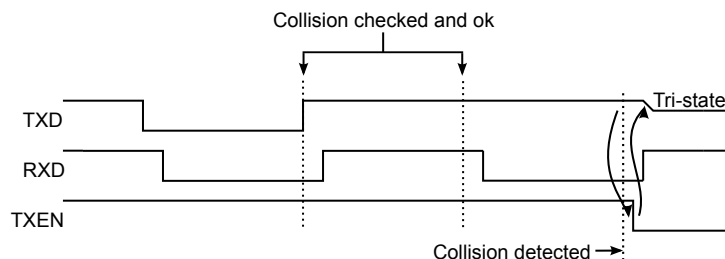 Collision checked and ok
Tri-state
TXD
RXD
TXEN
Collision detected